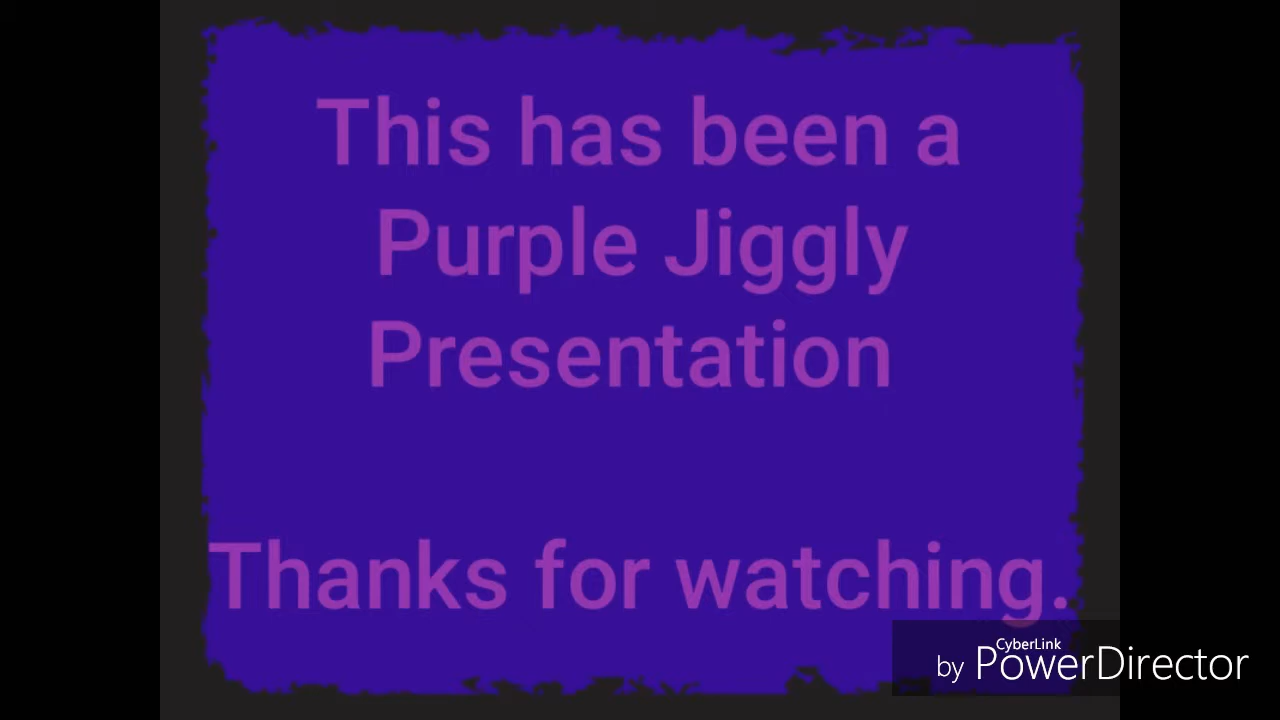 This has been a
Purple Jiggly
Presentation
Thanks for watching.
CyberLink
by PowerDirector